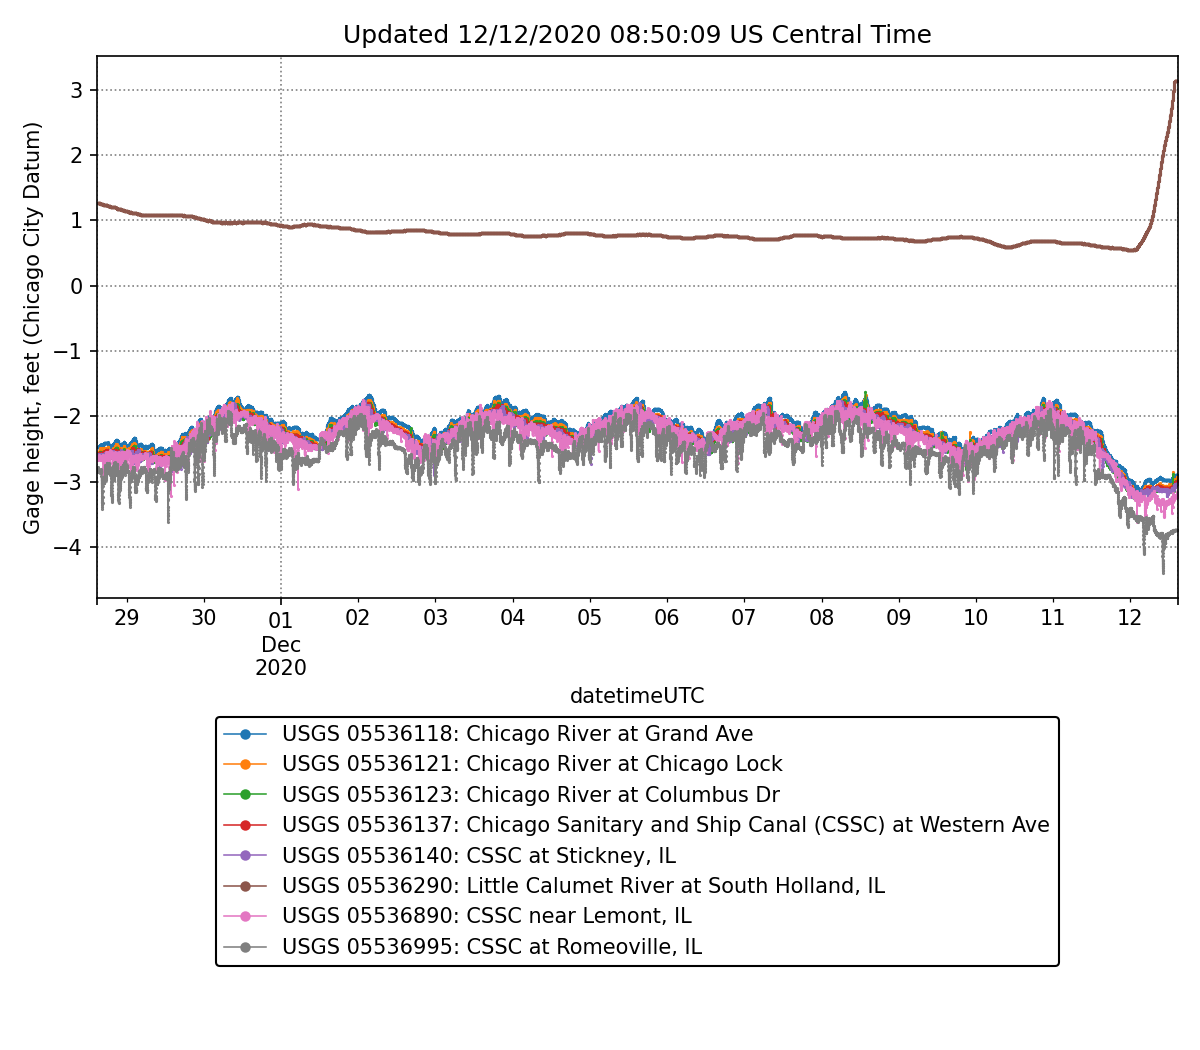 Updated 12/12/2020 08:50:09 US Central Time
Gage height, feet (Chicago City Datum)
3
2
1
0
−1
−2
−3
−4
29 30 01 02 03 04 05 06 07 08 09 10 11 12
Dec
2020
datetimeUTC
USGS 05536118: Chicago River at Grand Ave
USGS 05536121: Chicago River at Chicago Lock
USGS 05536123: Chicago River at Columbus Dr
USGS 05536137: Chicago Sanitary and Ship Canal (CSSC) at Western Ave
USGS 05536140: CSSC at Stickney, IL
USGS 05536290: Little Calumet River at South Holland, IL
USGS 05536890: CSSC near Lemont, IL
USGS 05536995: CSSC at Romeoville, IL